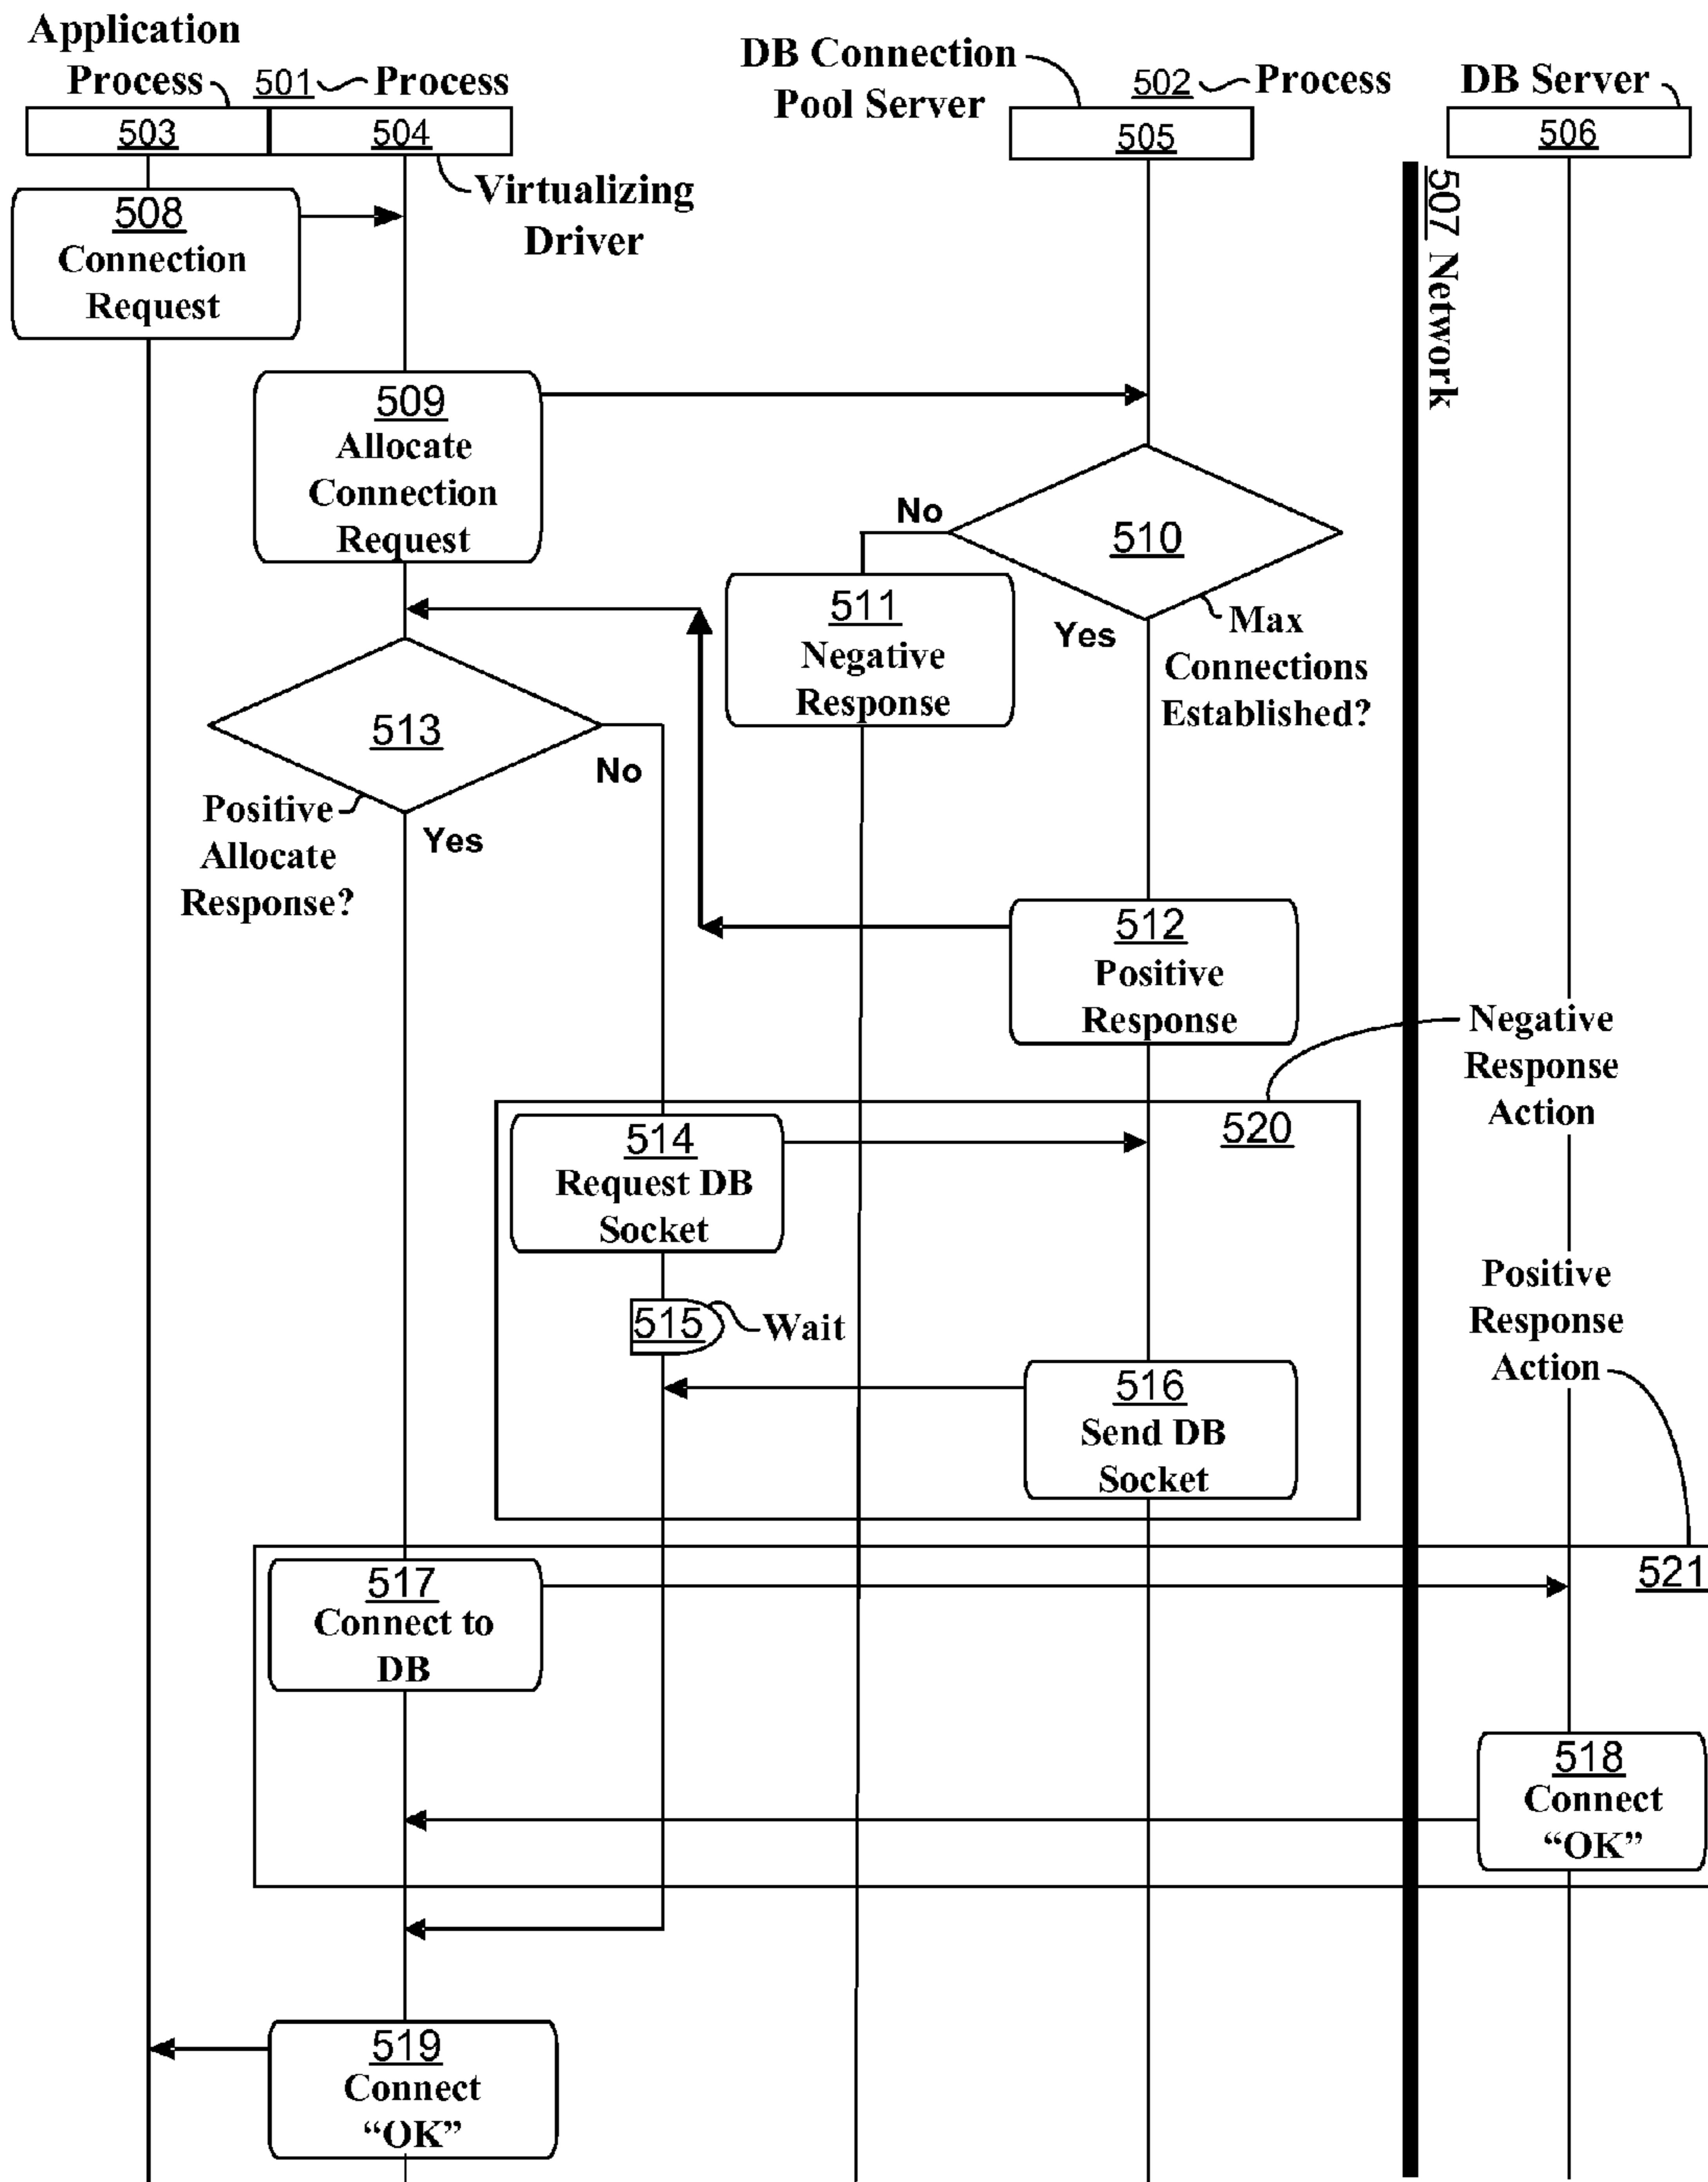 Application
Process
501 Process
DB Connection
Pool Server
502 Process
DB Server
503
504
505
506
Virtualizing
Driver
507 Network
508
Connection
Request
509
Allocate
Connection
Request
No
510
Yes
Max
Connections
Established?
511
Negative
Response
513
No
Yes
Positive
Allocate
Response?
512
Positive
Response
Negative
Response
Action
520
514
Request DB
Socket
515
Wait
Positive
Response
Action
516
Send DB
Socket
521
517
Connect to
DB
518
Connect
“OK”
519
Connect
“OK”